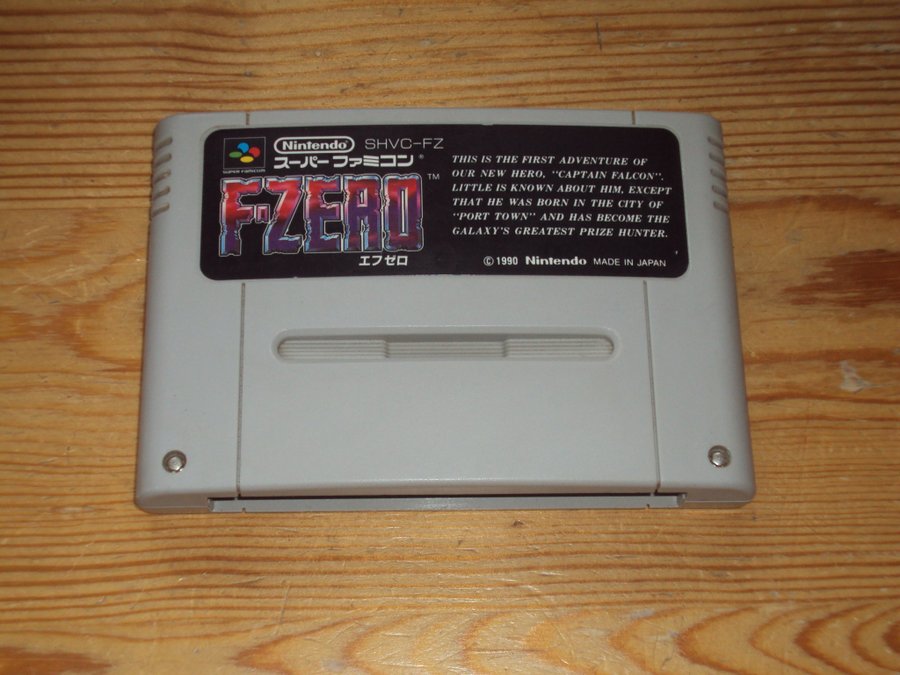 Nintendo SHVC-FZ
SUPER FAMICOM スーパーファミコン®
F-ZERO™
エフゼロ
THIS IS THE FIRST ADVENTURE OF
OUR NEW HERO, "CAPTAIN FALCON".
LITTLE IS KNOWN ABOUT HIM, EXCEPT
THAT HE WAS BORN IN THE CITY OF
"PORT TOWN" AND HAS BECOME THE
GALAXY'S GREATEST PRIZE HUNTER.
©1990 Nintendo MADE IN JAPAN